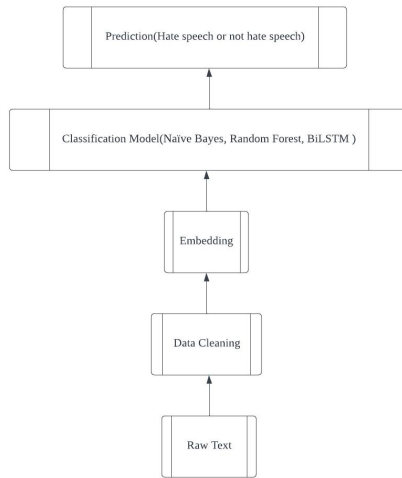 Prediction(Hate speech or not hate speech)
Classification Model(Naïve Bayes, Random Forest, BiLSTM )
Embedding
Data Cleaning
Raw Text